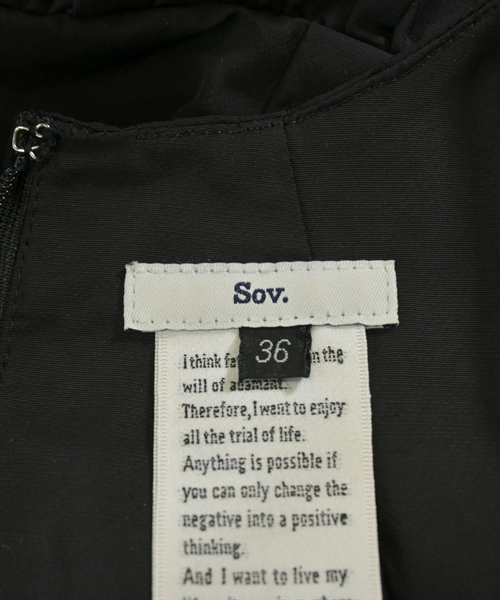 Sov.
36
I think fa n the
will of adamant.
Therefore, I want to enjoy
all the trial of life.
Anything is possible if
you can only change the
negative into a positive
thinking.
And I want to live my